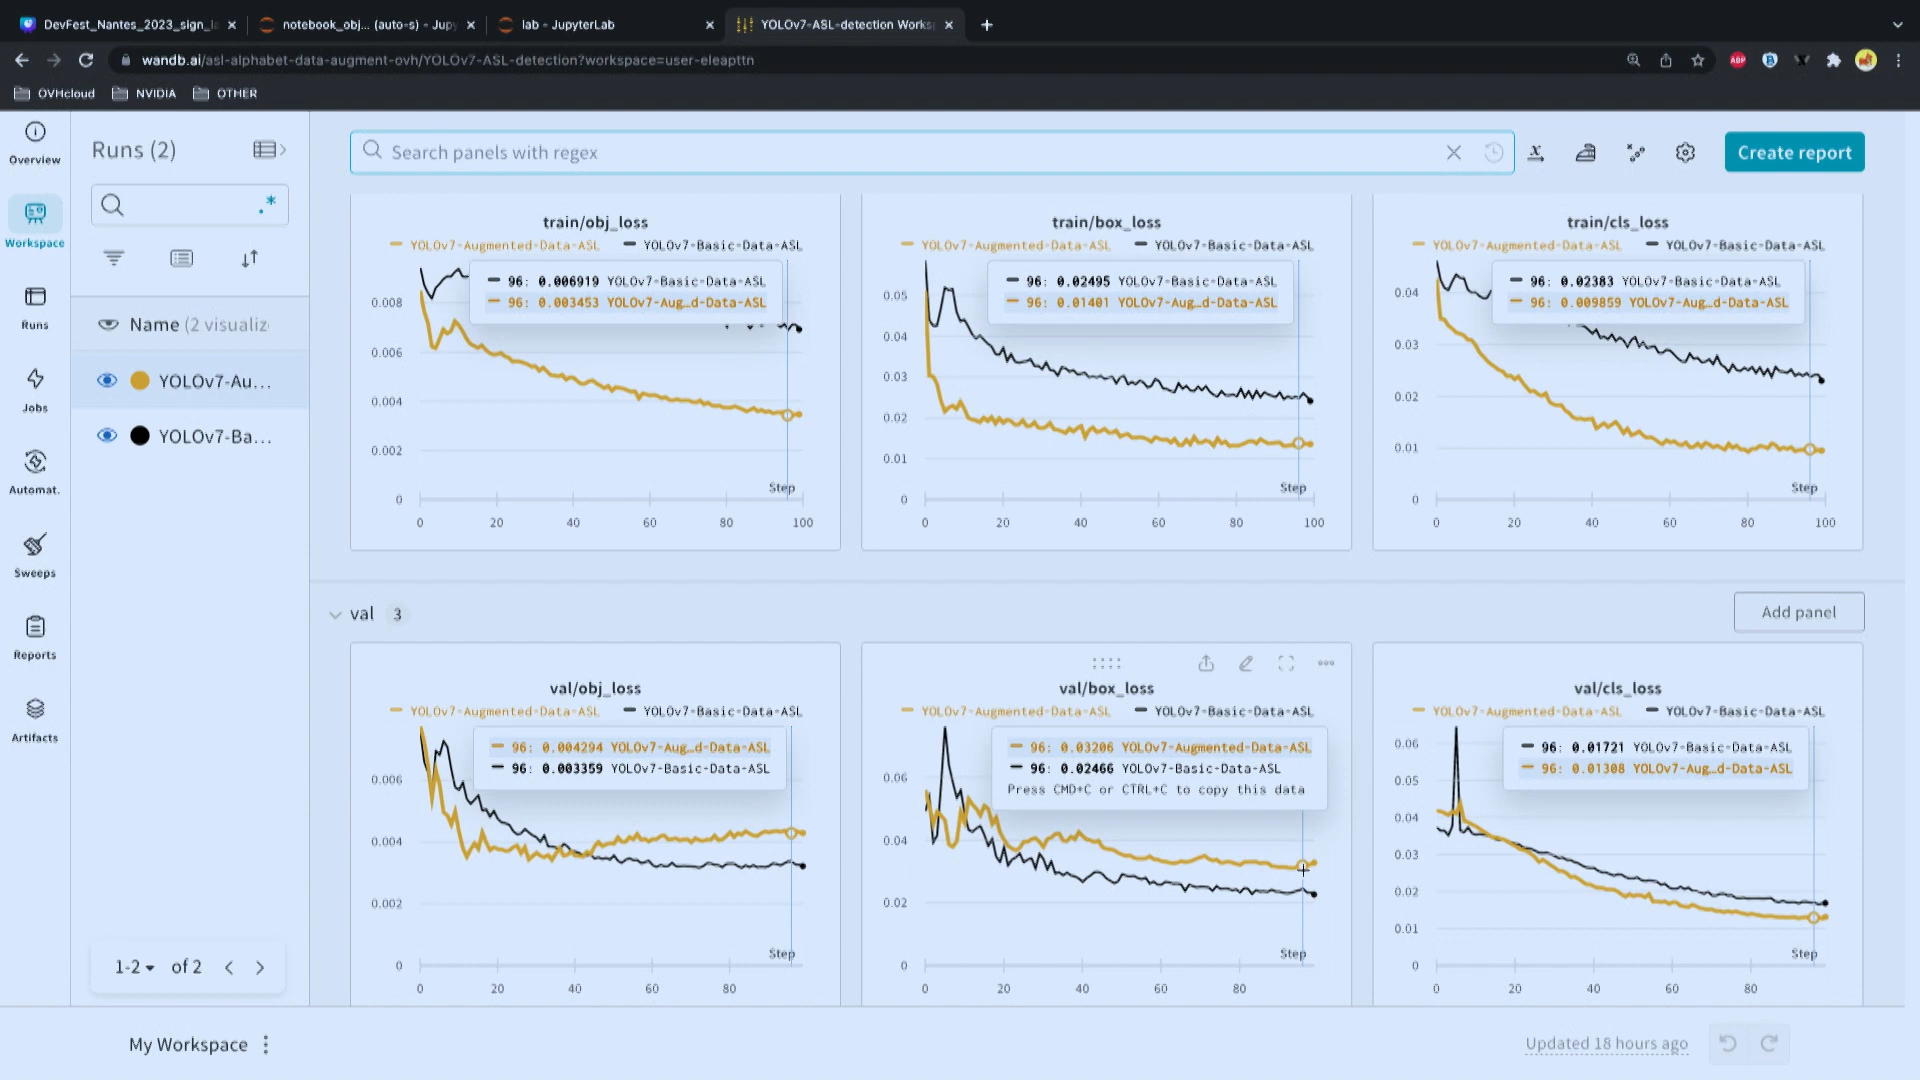 DevFest_Nantes_2023_sign_la
notebook_obj... (auto-s) - Jupy
lab - JupyterLab
YOLOv7-ASL-detection Works
wandb.ai/asl-alphabet-data-augment-ovh/YOLOv7-ASL-detection?workspace=user-eleapttn
ABP
OVHcloud
NVIDIA
OTHER
Overview
Workspace
Runs
Jobs
Automat.
Sweeps
Reports
Artifacts
Runs (2)
.*
Name (2 visualiz
YOLOv7-Au...
YOLOv7-Ba...
1-2 of 2
Search panels with regex
Create report
train/obj_loss
YOLOv7-Augmented-Data-ASL YOLOv7-Basic-Data-ASL
96: 0.006919 YOLOv7-Basic-Data-ASL
96: 0.003453 YOLOv7-Aug…d-Data-ASL
0.008
0.006
0.004
0.002
0
Step
0 20 40 60 80 100
train/box_loss
YOLOv7-Augmented-Data-ASL YOLOv7-Basic-Data-ASL
96: 0.02495 YOLOv7-Basic-Data-ASL
96: 0.01401 YOLOv7-Aug…d-Data-ASL
0.05
0.04
0.03
0.02
0.01
0
Step
0 20 40 60 80 100
train/cls_loss
YOLOv7-Augmented-Data-ASL YOLOv7-Basic-Data-ASL
96: 0.02383 YOLOv7-Basic-Data-ASL
96: 0.009859 YOLOv7-Aug…d-Data-ASL
0.04
0.03
0.02
0.01
0
Step
0 20 40 60 80 100
val 3
Add panel
val/obj_loss
YOLOv7-Augmented-Data-ASL YOLOv7-Basic-Data-ASL
96: 0.004294 YOLOv7-Aug…d-Data-ASL
96: 0.003359 YOLOv7-Basic-Data-ASL
0.006
0.004
0.002
0
Step
0 20 40 60 80
val/box_loss
YOLOv7-Augmented-Data-ASL YOLOv7-Basic-Data-ASL
96: 0.03206 YOLOv7-Augmented-Data-ASL
96: 0.02466 YOLOv7-Basic-Data-ASL
Press CMD+C or CTRL+C to copy this data
0.06
0.04
0.02
0
Step
0 20 40 60 80
val/cls_loss
YOLOv7-Augmented-Data-ASL YOLOv7-Basic-Data-ASL
96: 0.01721 YOLOv7-Basic-Data-ASL
96: 0.01308 YOLOv7-Aug…d-Data-ASL
0.06
0.05
0.04
0.03
0.02
0.01
0
Step
0 20 40 60 80
My Workspace
Updated 18 hours ago